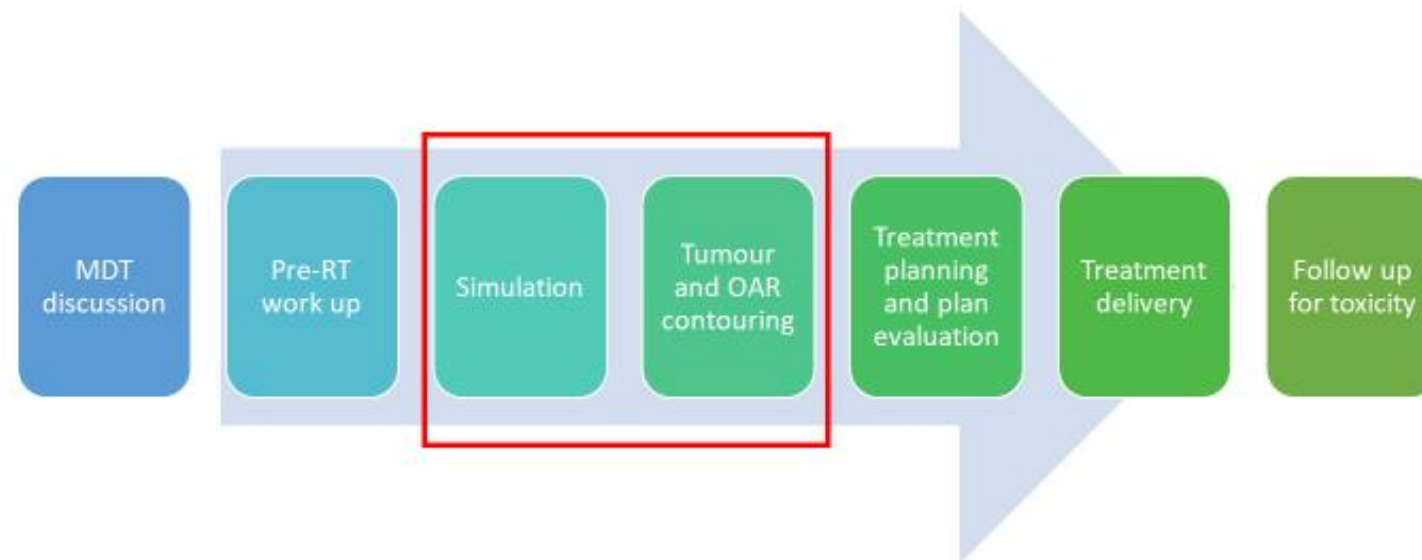 MDT
discussion
Pre-RT
work up
Simulation
Tumour
and OAR
contouring
Treatment
planning
and plan
evaluation
Treatment
delivery
Follow up
for toxicity